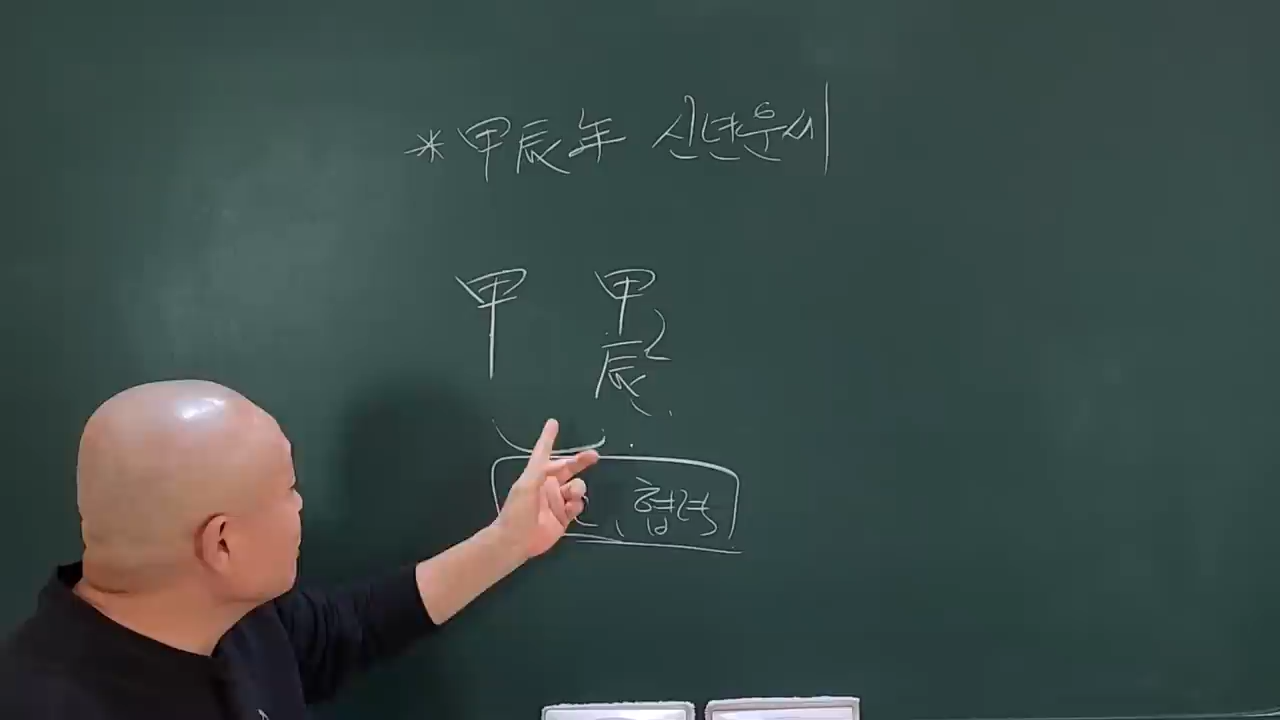 *甲辰年 신년운세
甲 甲
辰
협력